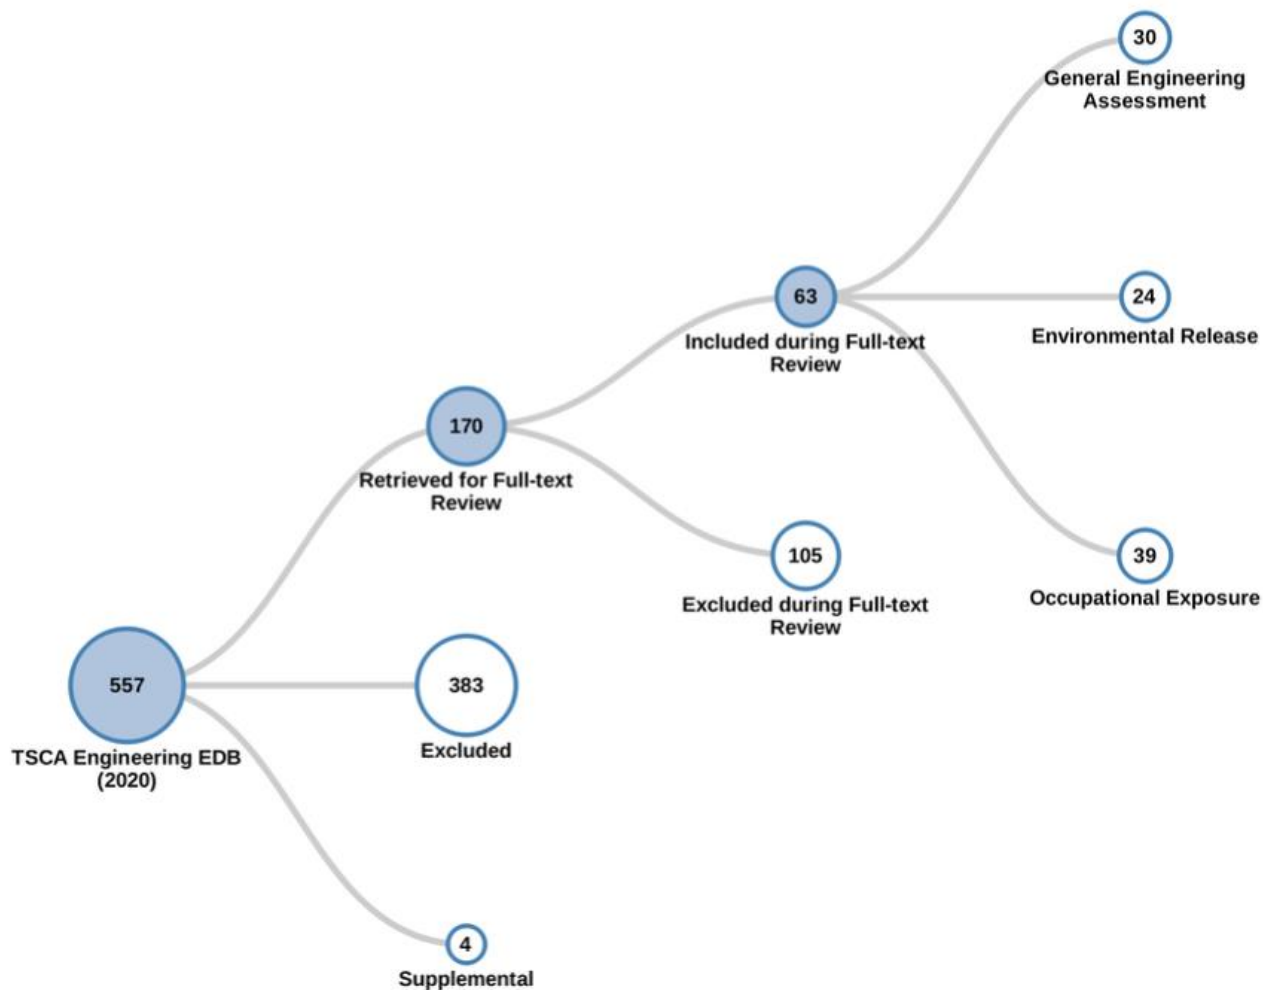 30
General Engineering
Assessment
63
Included during Full-text
Review
24
Environmental Release
170
Retrieved for Full-text
Review
105
Excluded during Full-text
Review
39
Occupational Exposure
557
TSCA Engineering EDB
(2020)
383
Excluded
4
Supplemental